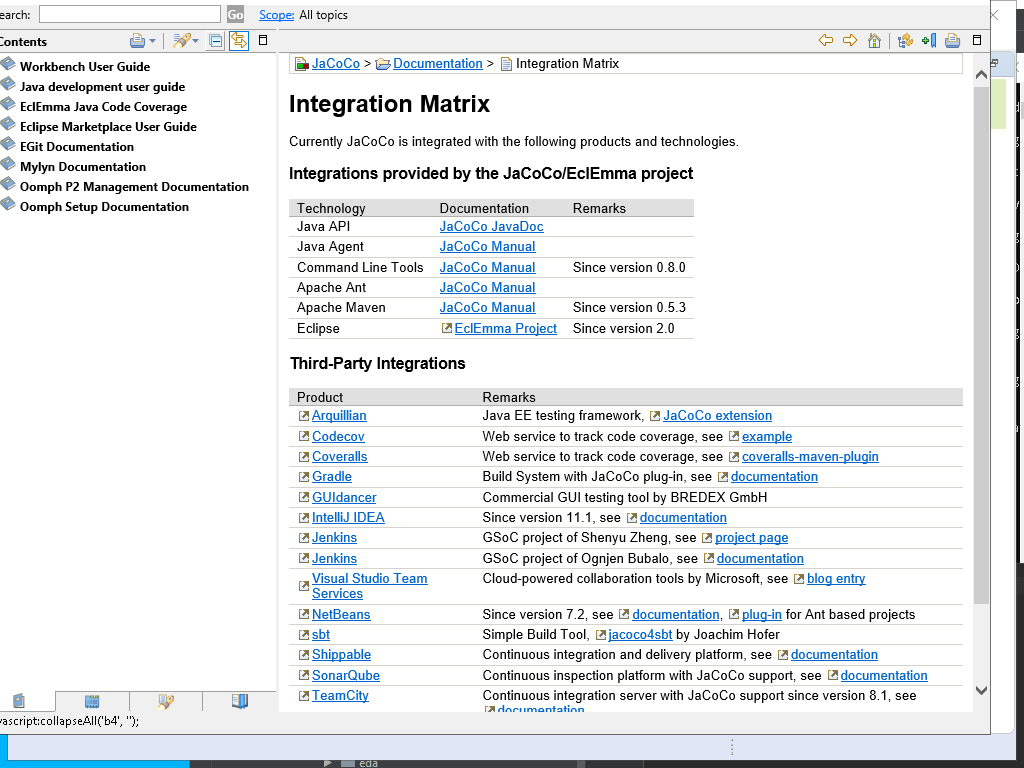 earch: Go Scope: All topics
Contents
Workbench User Guide
Java development user guide
EclEmma Java Code Coverage
Eclipse Marketplace User Guide
EGit Documentation
Mylyn Documentation
Oomph P2 Management Documentation
Oomph Setup Documentation
JaCoCo > Documentation > Integration Matrix
Integration Matrix
Currently JaCoCo is integrated with the following products and technologies.
Integrations provided by the JaCoCo/EclEmma project
Technology Documentation Remarks
Java API JaCoCo JavaDoc
Java Agent JaCoCo Manual
Command Line Tools JaCoCo Manual Since version 0.8.0
Apache Ant JaCoCo Manual
Apache Maven JaCoCo Manual Since version 0.5.3
Eclipse EclEmma Project Since version 2.0
Third-Party Integrations
Product Remarks
Arquillian Java EE testing framework, JaCoCo extension
Codecov Web service to track code coverage, see example
Coveralls Web service to track code coverage, see coveralls-maven-plugin
Gradle Build System with JaCoCo plug-in, see documentation
GUIdancer Commercial GUI testing tool by BREDEX GmbH
IntelliJ IDEA Since version 11.1, see documentation
Jenkins GSoC project of Shenyu Zheng, see project page
Jenkins GSoC project of Ognjen Bubalo, see documentation
Visual Studio Team Cloud-powered collaboration tools by Microsoft, see blog entry
Services
NetBeans Since version 7.2, see documentation, plug-in for Ant based projects
sbt Simple Build Tool, jacoco4sbt by Joachim Hofer
Shippable Continuous integration and delivery platform, see documentation
SonarQube Continuous inspection platform with JaCoCo support, see documentation
TeamCity Continuous integration server with JaCoCo support since version 8.1, see
documentation
vascript:collapseAll('b4', '');
eda